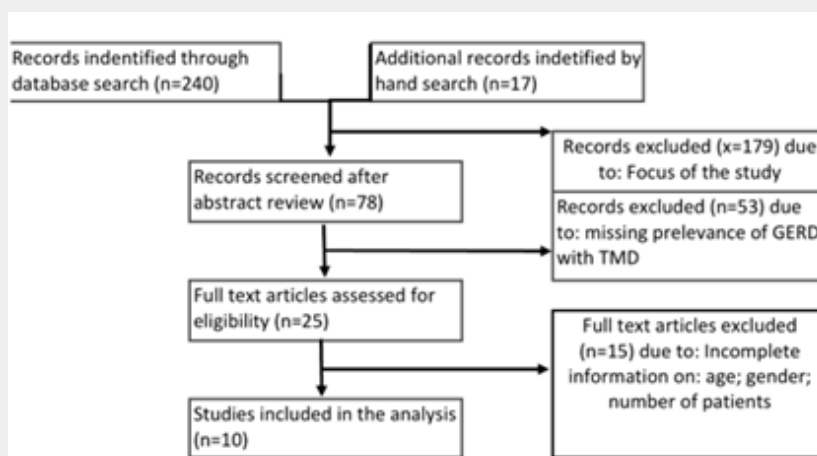 Records indentified through
database search (n=240)
Additional records indetified by
hand search (n=17)
Records excluded (x=179) due
to: Focus of the study
Records screened after
abstract review (n=78)
Records excluded (n=53) due
to: missing prelevance of GERD
with TMD
Full text articles assessed for
eligibility (n=25)
Full text articles excluded
(n=15) due to: Incomplete
information on: age; gender;
number of patients
Studies included in the analysis
(n=10)